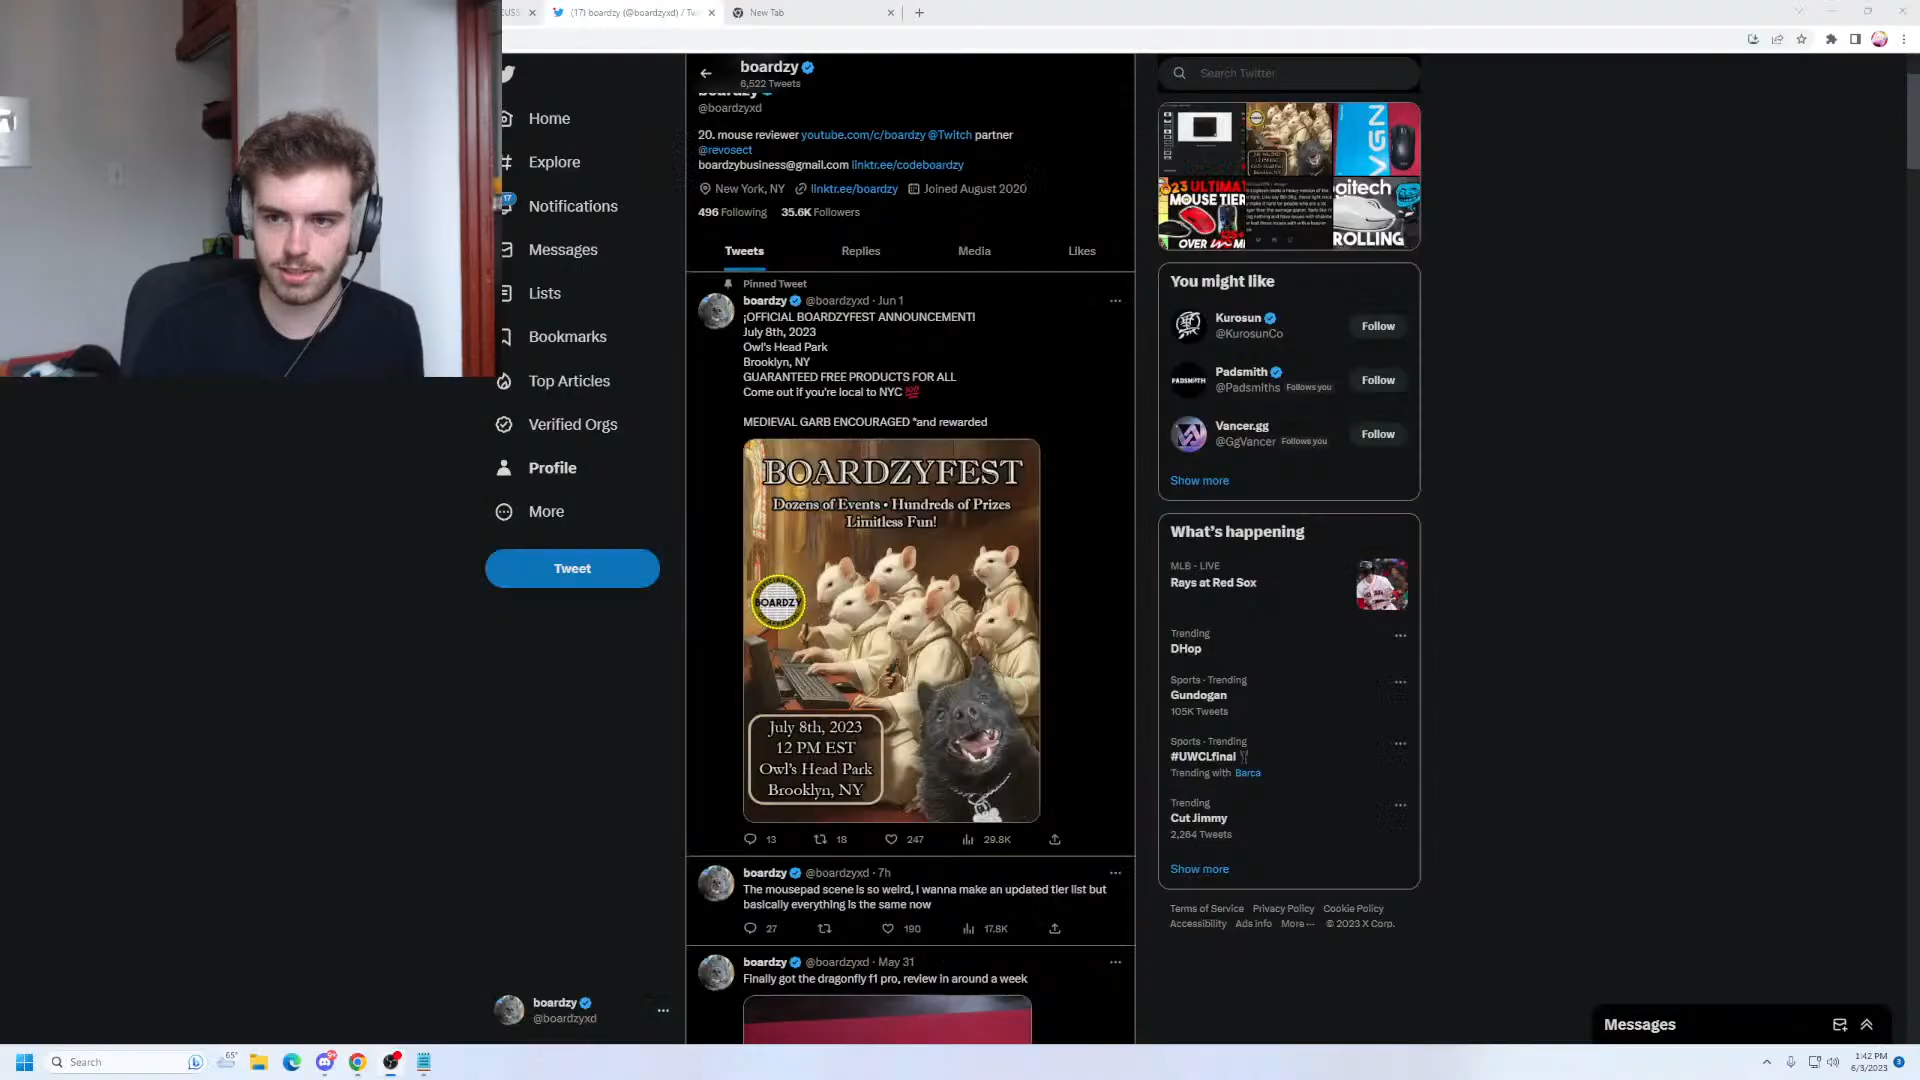 (17) boardzy (@boardzyxd) / Tw
New Tab
Home
Explore
17
Notifications
Messages
Lists
Bookmarks
Top Articles
Verified Orgs
Profile
More
Tweet
boardzy
@boardzyxd
boardzy
6,522 Tweets
boardzy
@boardzyxd
20. mouse reviewer youtube.com/c/boardzy @Twitch partner
@revosect
boardzybusiness@gmail.com linktr.ee/codeboardzy
New York, NY linktr.ee/boardzy Joined August 2020
496 Following 35.6K Followers
Tweets Replies Media Likes
Pinned Tweet
boardzy @boardzyxd · Jun 1
¡OFFICIAL BOARDZYFEST ANNOUNCEMENT!
July 8th, 2023
Owl's Head Park
Brooklyn, NY
GUARANTEED FREE PRODUCTS FOR ALL
Come out if you're local to NYC 💯
MEDIEVAL GARB ENCOURAGED *and rewarded
BOARDZYFEST
Dozens of Events • Hundreds of Prizes
Limitless Fun!
BOARDZY
July 8th, 2023
12 PM EST
Owl's Head Park
Brooklyn, NY
13 18 247 29.8K
boardzy @boardzyxd · 7h
The mousepad scene is so weird, I wanna make an updated tier list but
basically everything is the same now
27 190 17.8K
boardzy @boardzyxd · May 31
Finally got the dragonfly f1 pro, review in around a week
Search Twitter
VGN
23 ULTIMA
MOUSE TIER
OVER
ogitech
ROLLING
You might like
Kurosun
@KurosunCo
Follow
Padsmith
@Padsmiths Follows you
Follow
PADSMITH
Vancer.gg
@GgVancer Follows you
Follow
Show more
What's happening
MLB · LIVE
Rays at Red Sox
Trending
DHop
Sports · Trending
Gundogan
105K Tweets
Sports · Trending
#UWCLfinal
Trending with Barca
Trending
Cut Jimmy
2,264 Tweets
Show more
Terms of Service Privacy Policy Cookie Policy
Accessibility Ads info More ··· © 2023 X Corp.
Messages
Search
65°
1:42 PM
6/3/2023
3